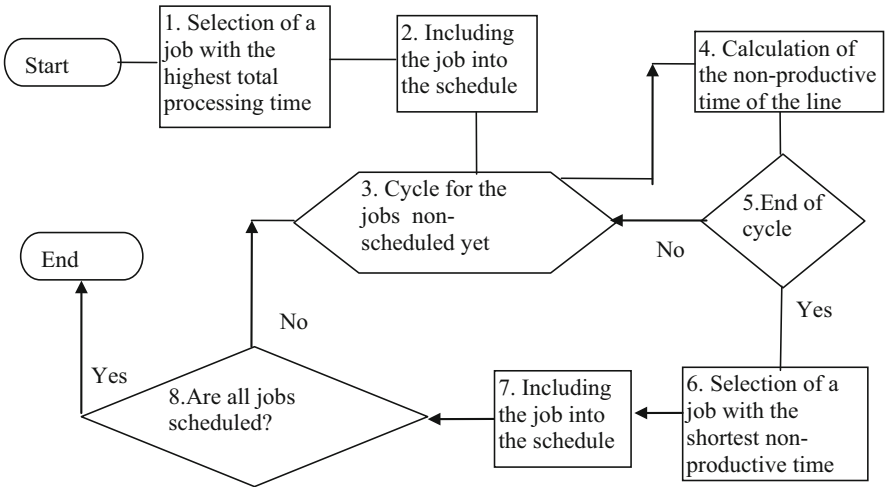 Start
1. Selection of a
job with the
highest total
processing time
2. Including
the job into
the schedule
3. Cycle for the
jobs non-
scheduled yet
4. Calculation of
the non-productive
time of the line
5.End of
cycle
No
Yes
6. Selection of a
job with the
shortest non-
productive time
7. Including
the job into
the schedule
8.Are all jobs
scheduled?
No
Yes
End